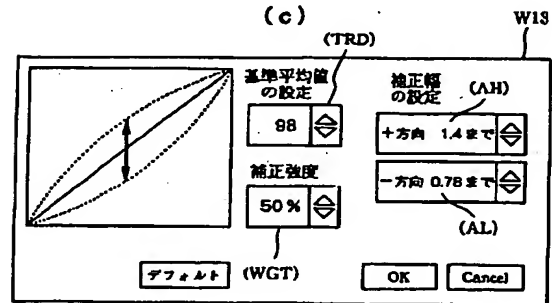 (c)
W13
(TRD)
基準平均値
の設定
98
補正幅
の設定
(AH)
+方向 1.4まで
補正強度
50%
−方向 0.78まで
(AL)
デフォルト
(WGT)
OK
Cancel